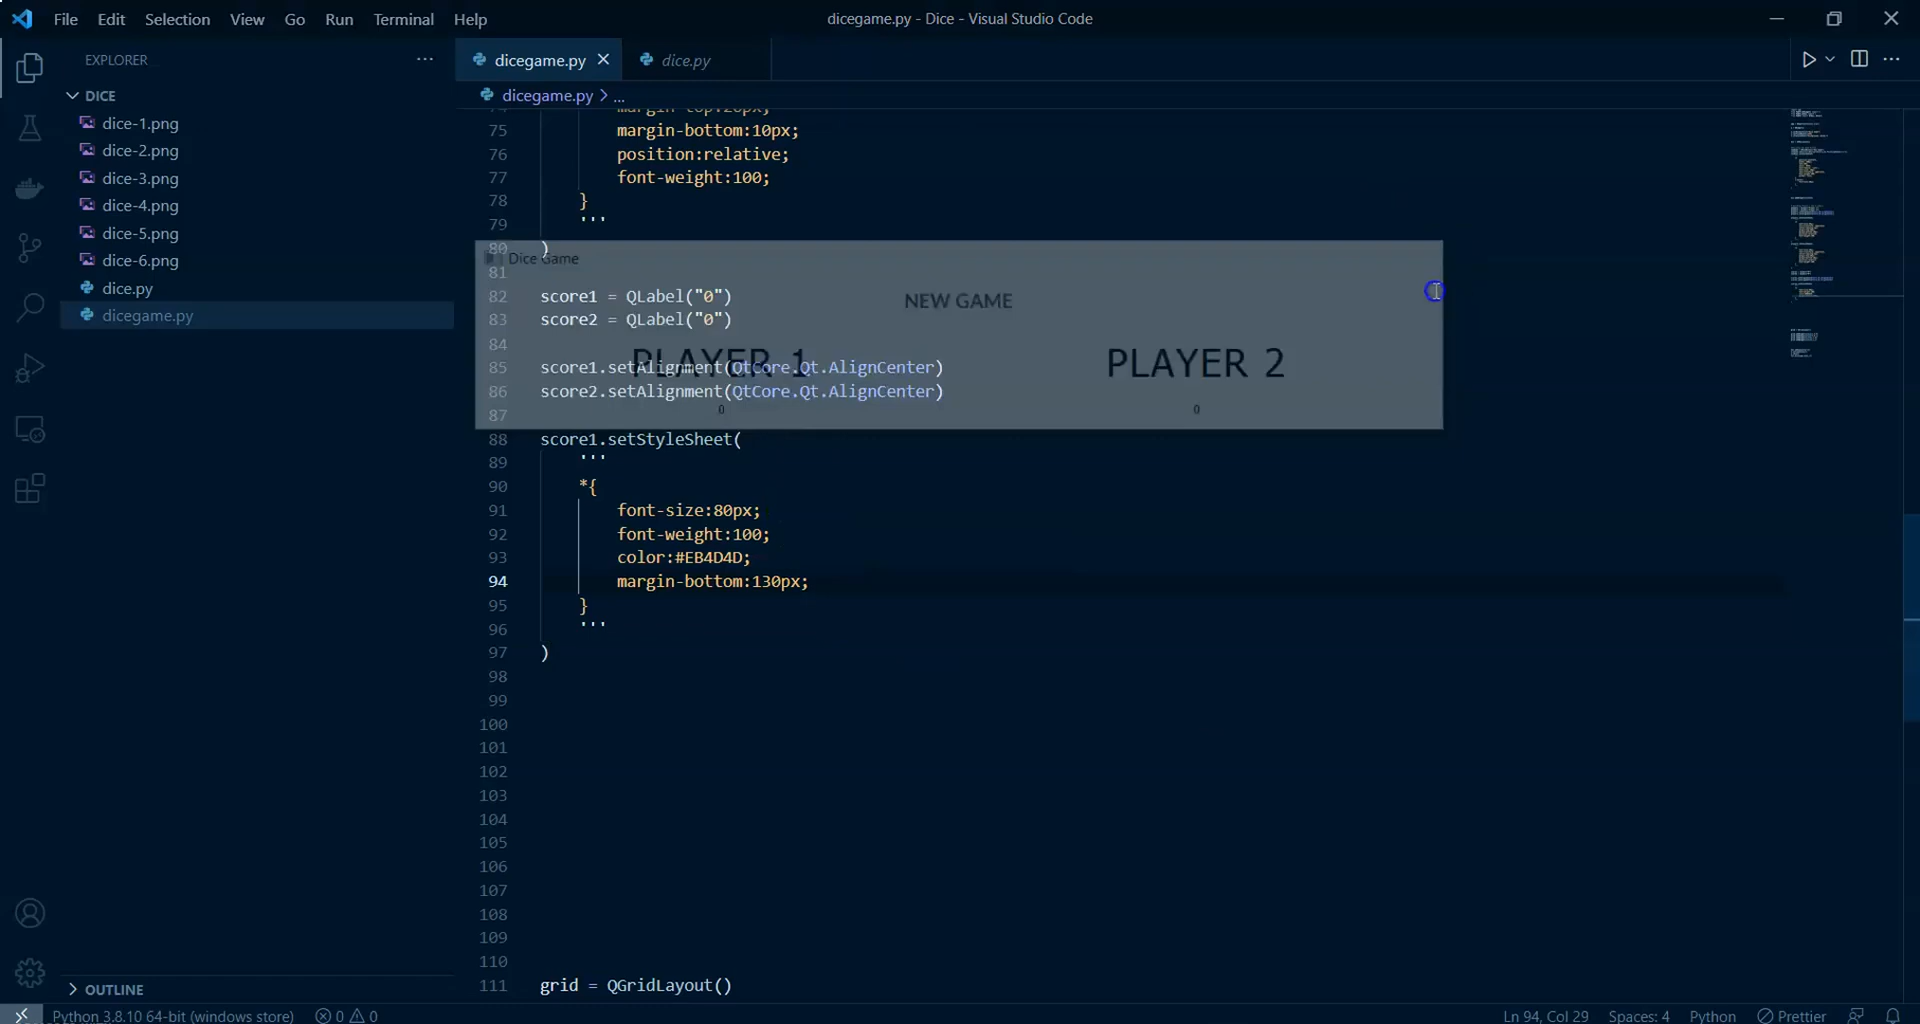 File Edit Selection View Go Run Terminal Help
dicegame.py - Dice - Visual Studio Code
EXPLORER
DICE
dice-1.png
dice-2.png
dice-3.png
dice-4.png
dice-5.png
dice-6.png
dice.py
dicegame.py
OUTLINE
dicegame.py
dice.py
dicegame.py > ...
75 margin-bottom:10px;
76 position:relative;
77 font-weight:100;
78 }
79 '''
80 )
81
82 score1 = QLabel("0")
83 score2 = QLabel("0")
84
85 score1.setAlignment(QtCore.Qt.AlignCenter)
86 score2.setAlignment(QtCore.Qt.AlignCenter)
87
88 score1.setStyleSheet(
89 '''
90 *{
91 font-size:80px;
92 font-weight:100;
93 color:#EB4D4D;
94 margin-bottom:130px;
95 }
96 '''
97 )
98
99
100
101
102
103
104
105
106
107
108
109
110
111 grid = QGridLayout()
Dice Game
NEW GAME
PLAYER 1 PLAYER 2
0 0
Python 3.8.10 64-bit (windows store) 0 0
Ln 94, Col 29 Spaces: 4 Python Prettier